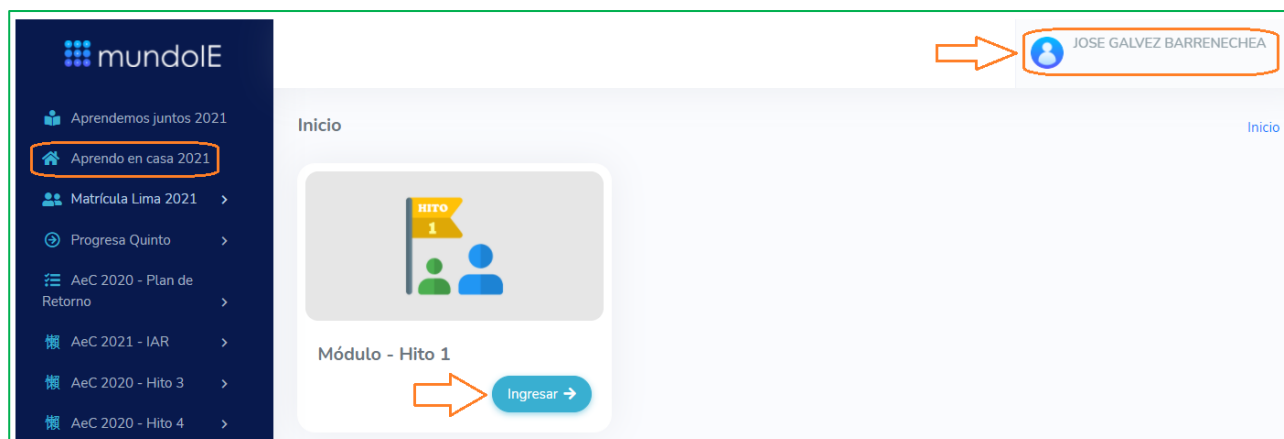 mundoIE
JOSE GALVEZ BARRENECHEA
Aprendemos juntos 2021
Aprendo en casa 2021
Matrícula Lima 2021
Progresa Quinto
AeC 2020 - Plan de
Retorno
AeC 2021 - IAR
AeC 2020 - Hito 3
AeC 2020 - Hito 4
Inicio
Inicio
HITO
1
Módulo - Hito 1
Ingresar